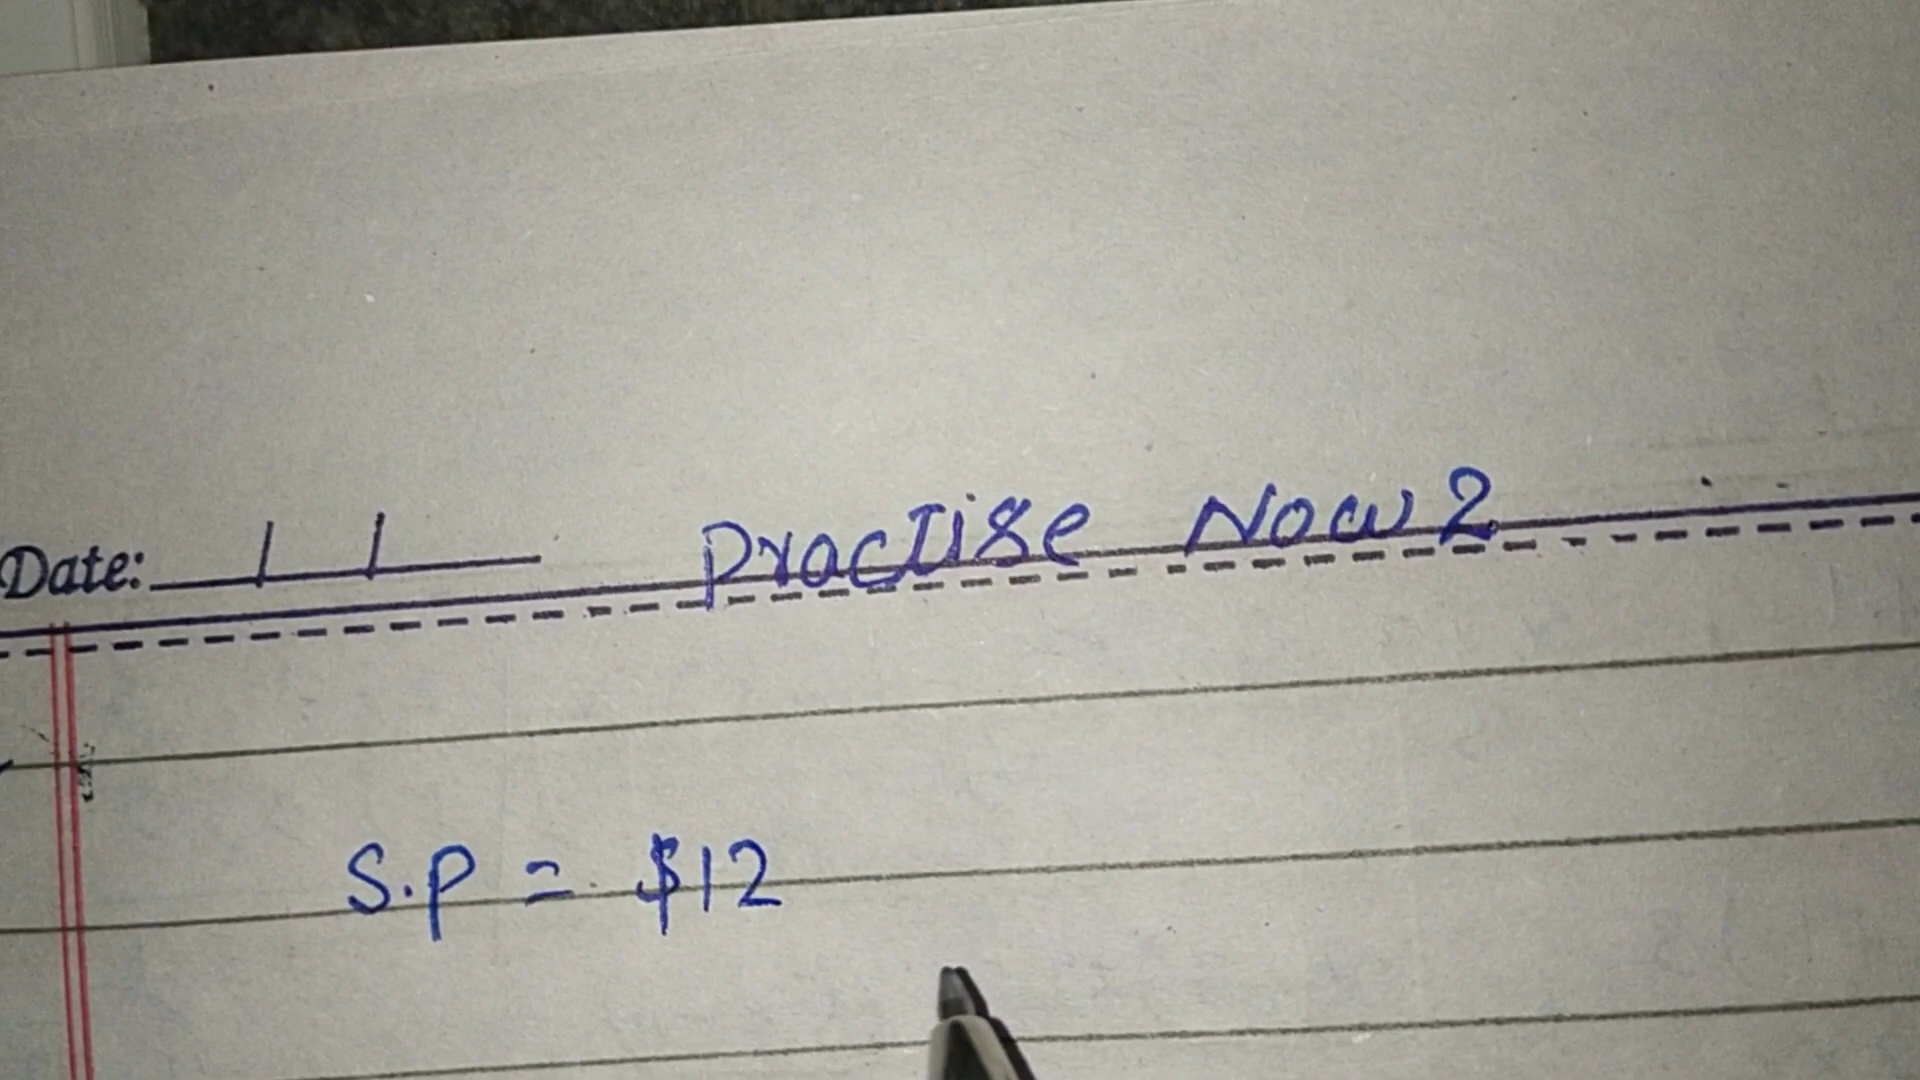 Date: / / Practise Now 2
S.P = $12